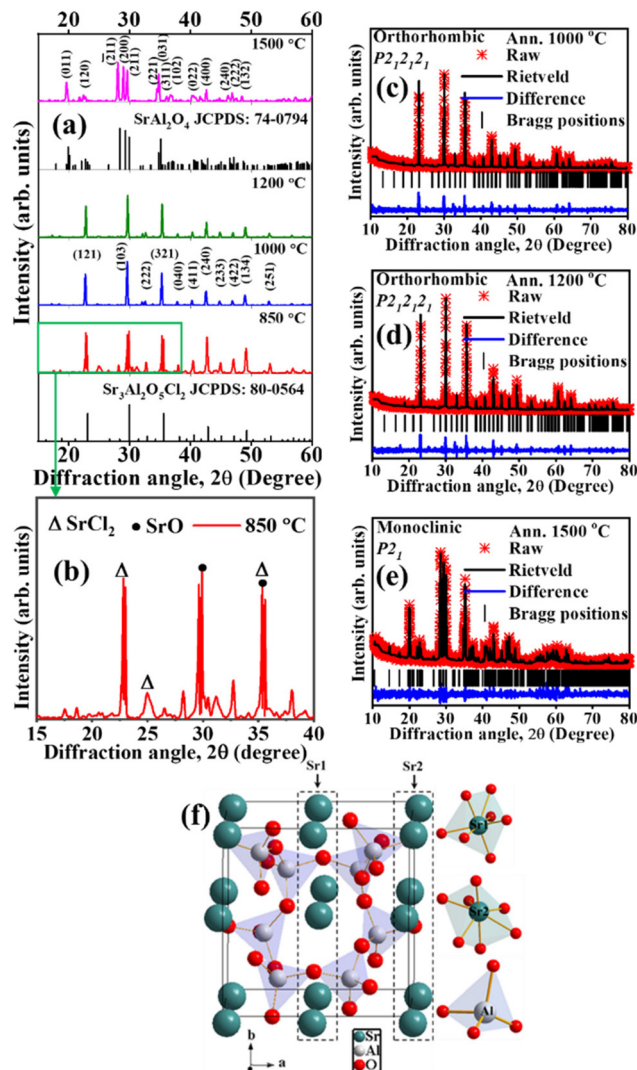 20 30 40 50 60
(a)
1500 °C
(011)
(120)
(211)
(200)
(211)
(221)
(031)
(102)
(022)
(400)
(240)
(222)
(132)
SrAl2O4 JCPDS: 74-0794
1200 °C
1000 °C
(121)
(103)
(222)
(321)
(040)
(411)
(240)
(233)
(422)
(134)
(251)
850 °C
Sr3Al2O5Cl2 JCPDS: 80-0564
Intensity (arb. units)
20 30 40 50 60
Diffraction angle, 2θ (Degree)
(b)
Δ SrCl2 • SrO 850 °C
Δ
Δ
•
Δ
•
Intensity (arb. units)
15 20 25 30 35 40
Diffraction angle, 2θ (degree)
Orthorhombic Ann. 1000 °C
P212121
(c)
Raw
Rietveld
Difference
Bragg positions
Intensity (arb. units)
10 20 30 40 50 60 70 80
Diffraction angle, 2θ (Degree)
Orthorhombic Ann. 1200 °C
P212121
(d)
Raw
Rietveld
Difference
Bragg positions
Intensity (arb. units)
10 20 30 40 50 60 70 80
Diffraction angle, 2θ (Degree)
Monoclinic Ann. 1500 °C
P21
(e)
Raw
Rietveld
Difference
Bragg positions
Intensity (arb. units)
10 20 30 40 50 60 70 80
Diffraction angle, 2θ (Degree)
(f)
Sr1 Sr2
Sr1
Sr2
Al
b
a
Sr
Al
O